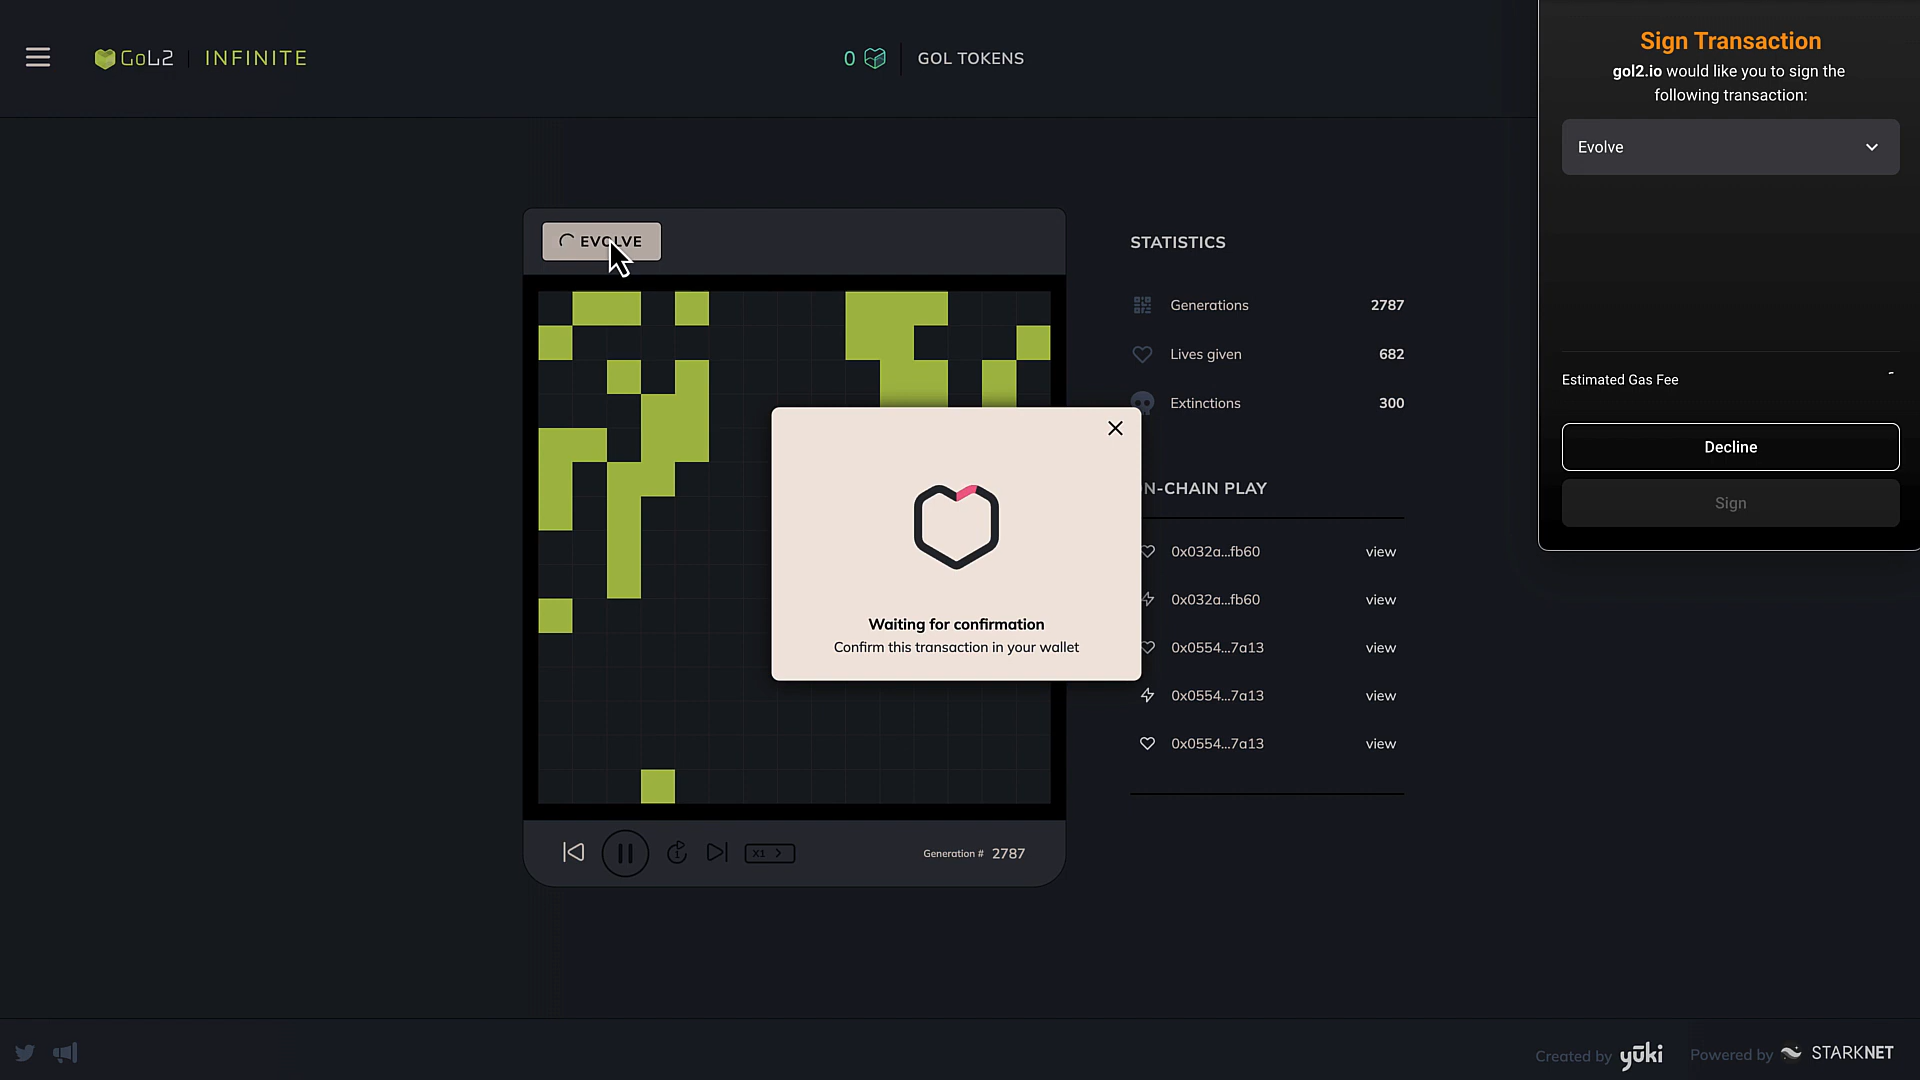 GoL2 | INFINITE
0 GOL TOKENS
Sign Transaction
gol2.io would like you to sign the
following transaction:
Evolve
Estimated Gas Fee -
Decline
Sign
EVOLVE
STATISTICS
Generations 2787
Lives given 682
Extinctions 300
Waiting for confirmation
Confirm this transaction in your wallet
N-CHAIN PLAY
0x032a...fb60 view
0x032a...fb60 view
0x0554...7a13 view
0x0554...7a13 view
0x0554...7a13 view
1 X1 >
Generation # 2787
Created by yuki
Powered by STARKNET